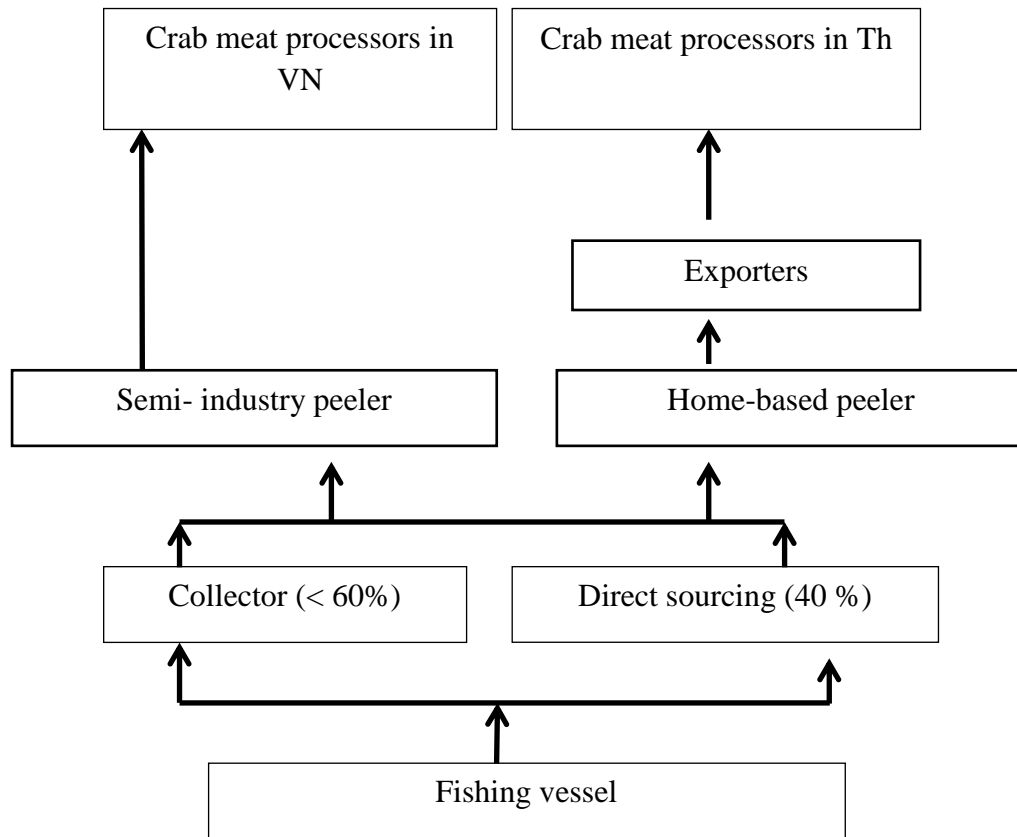 Crab meat processors in
VN
Crab meat processors in Th
Exporters
Semi- industry peeler
Home-based peeler
Collector (< 60%)
Direct sourcing (40 %)
Fishing vessel